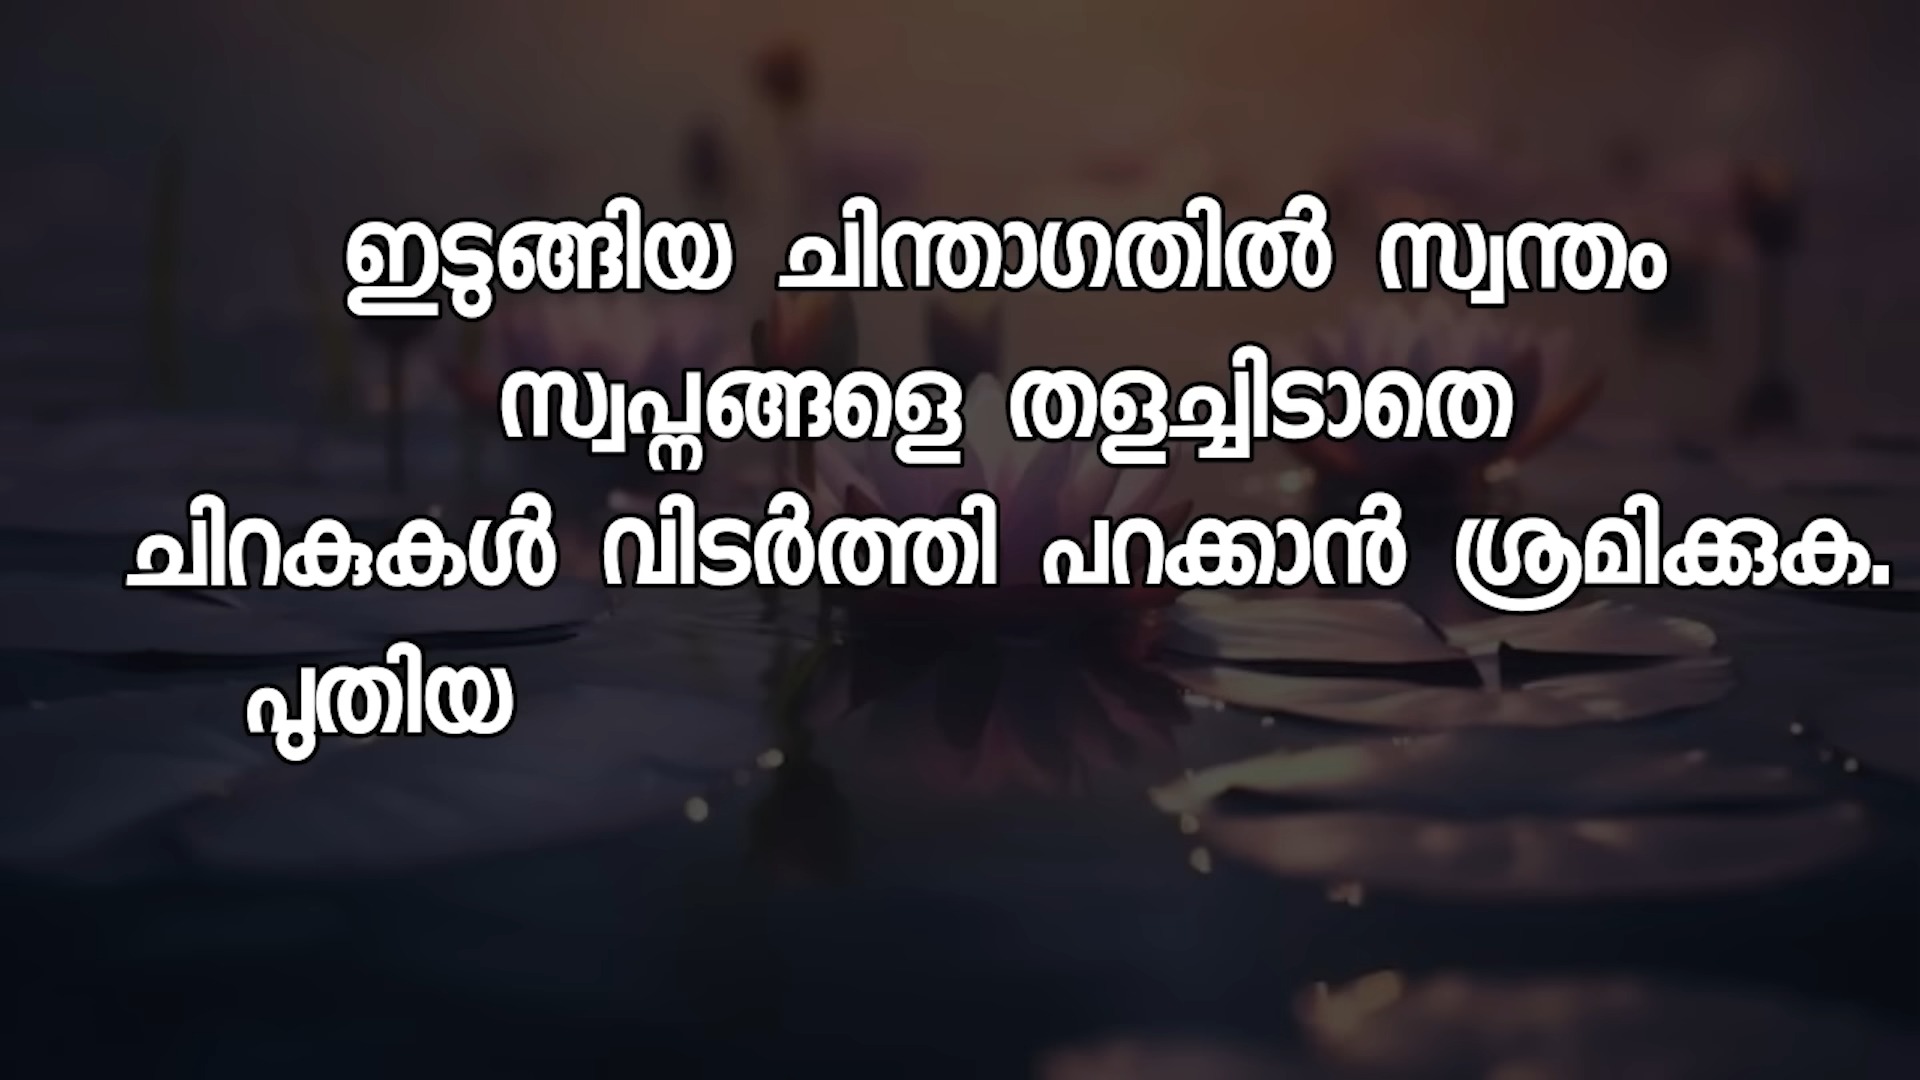 ഇടുങ്ങിയ ചിന്താഗതിൽ സ്വന്തം
സ്വപ്നങ്ങളെ തളച്ചിടാതെ
ചിറകുകൾ വിടർത്തി പറക്കാൻ ശ്രമിക്കുക.
പുതിയ